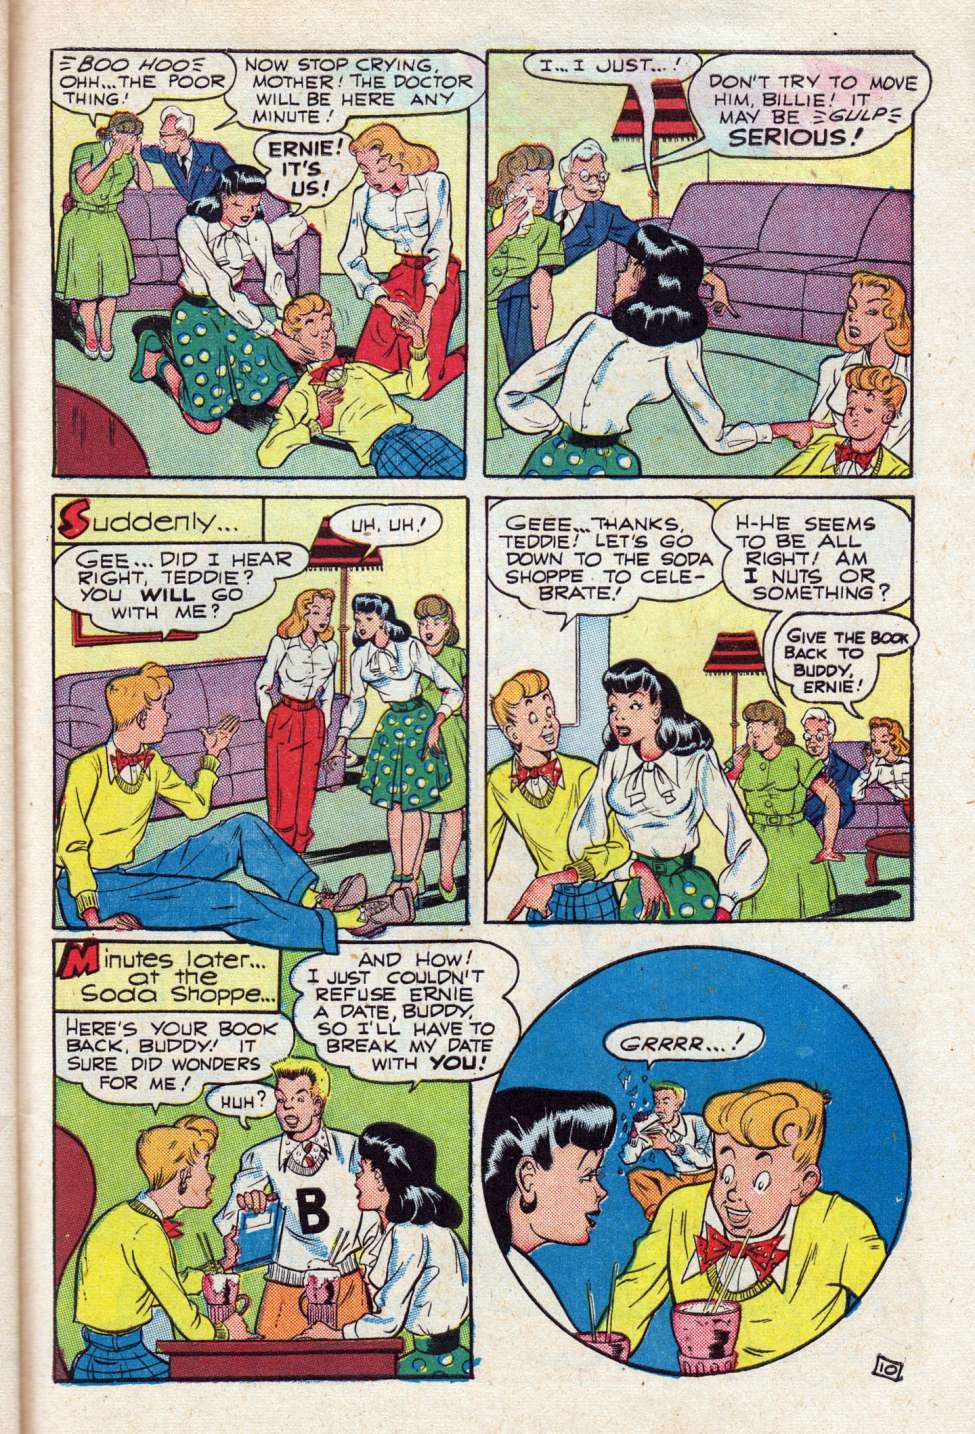 BOO HOO
OHH...THE POOR
THING!
NOW STOP CRYING,
MOTHER! THE DOCTOR
WILL BE HERE ANY
MINUTE!
ERNIE!
IT'S
US!
I... I JUST...!
DON'T TRY TO MOVE
HIM, BILLIE! IT
MAY BE GULP
SERIOUS!
Suddenly...
GEE... DID I HEAR
RIGHT, TEDDIE?
YOU WILL GO
WITH ME?
UH, UH!
GEEE...THANKS,
TEDDIE! LET'S GO
DOWN TO THE SODA
SHOPPE TO CELE-
BRATE!
H-HE SEEMS
TO BE ALL
RIGHT! AM
I NUTS OR
SOMETHING?
GIVE THE BOOK
BACK TO
BUDDY,
ERNIE!
Minutes later...
at the
Soda Shoppe...
HERE'S YOUR BOOK
BACK, BUDDY! IT
SURE DID WONDERS
FOR ME!
HUH?
AND HOW!
I JUST COULDN'T
REFUSE ERNIE
A DATE, BUDDY,
SO I'LL HAVE TO
BREAK MY DATE
WITH YOU!
B
GRRRR...!
10